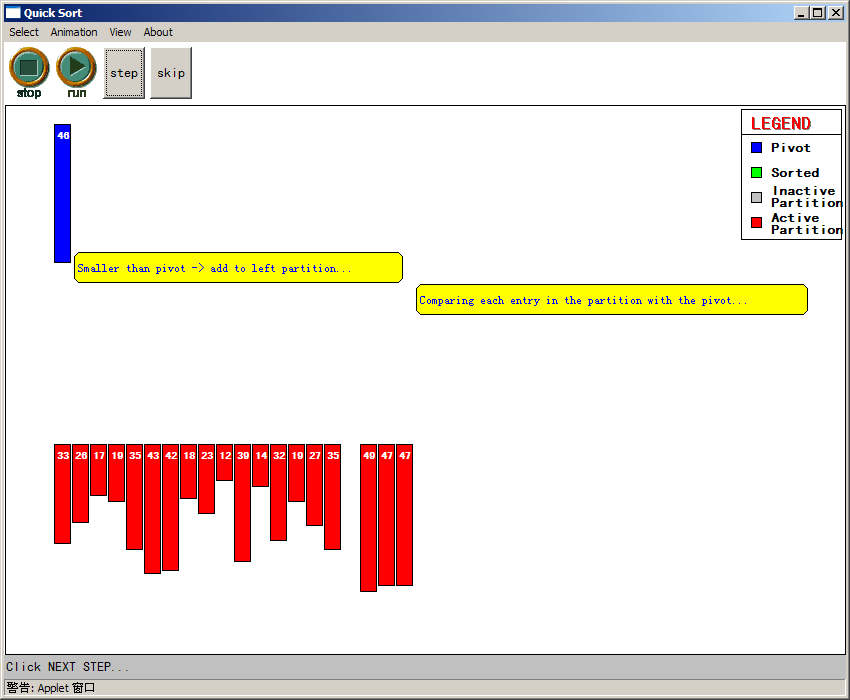 Quick Sort
Select Animation View About
stop run step skip
LEGEND
Pivot
Sorted
Inactive
Partition
Active
Partition
46
Smaller than pivot -> add to left partition...
Comparing each entry in the partition with the pivot...
33 26 17 19 35 43 42 18 23 12 39 14 32 19 27 35 49 47 47
Click NEXT STEP...
警告: Applet 窗口